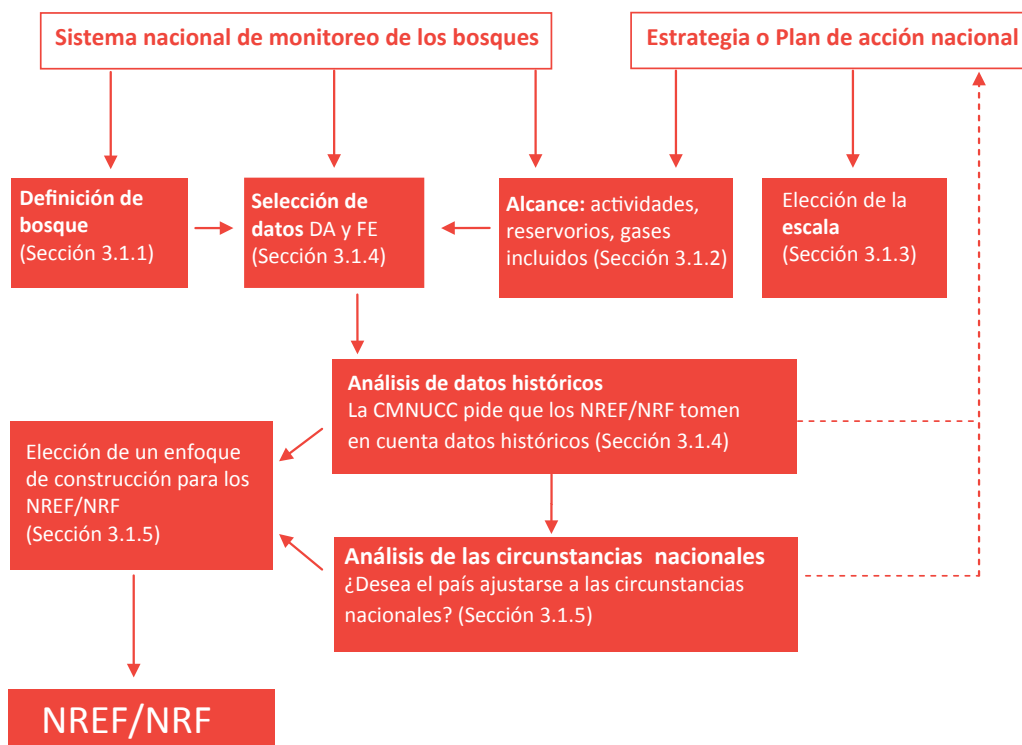 Sistema nacional de monitoreo de los bosques
Estrategia o Plan de acción nacional
Definición de
bosque
(Sección 3.1.1)
Selección de
datos DA y FE
(Sección 3.1.4)
Alcance: actividades,
reservorios, gases
incluidos (Sección 3.1.2)
Elección de la
escala
(Sección 3.1.3)
Análisis de datos históricos
La CMNUCC pide que los NREF/NRF tomen
en cuenta datos históricos (Sección 3.1.4)
Elección de un enfoque
de construcción para los
NREF/NRF
(Sección 3.1.5)
Análisis de las circunstancias nacionales
¿Desea el país ajustarse a las circunstancias
nacionales? (Sección 3.1.5)
NREF/NRF